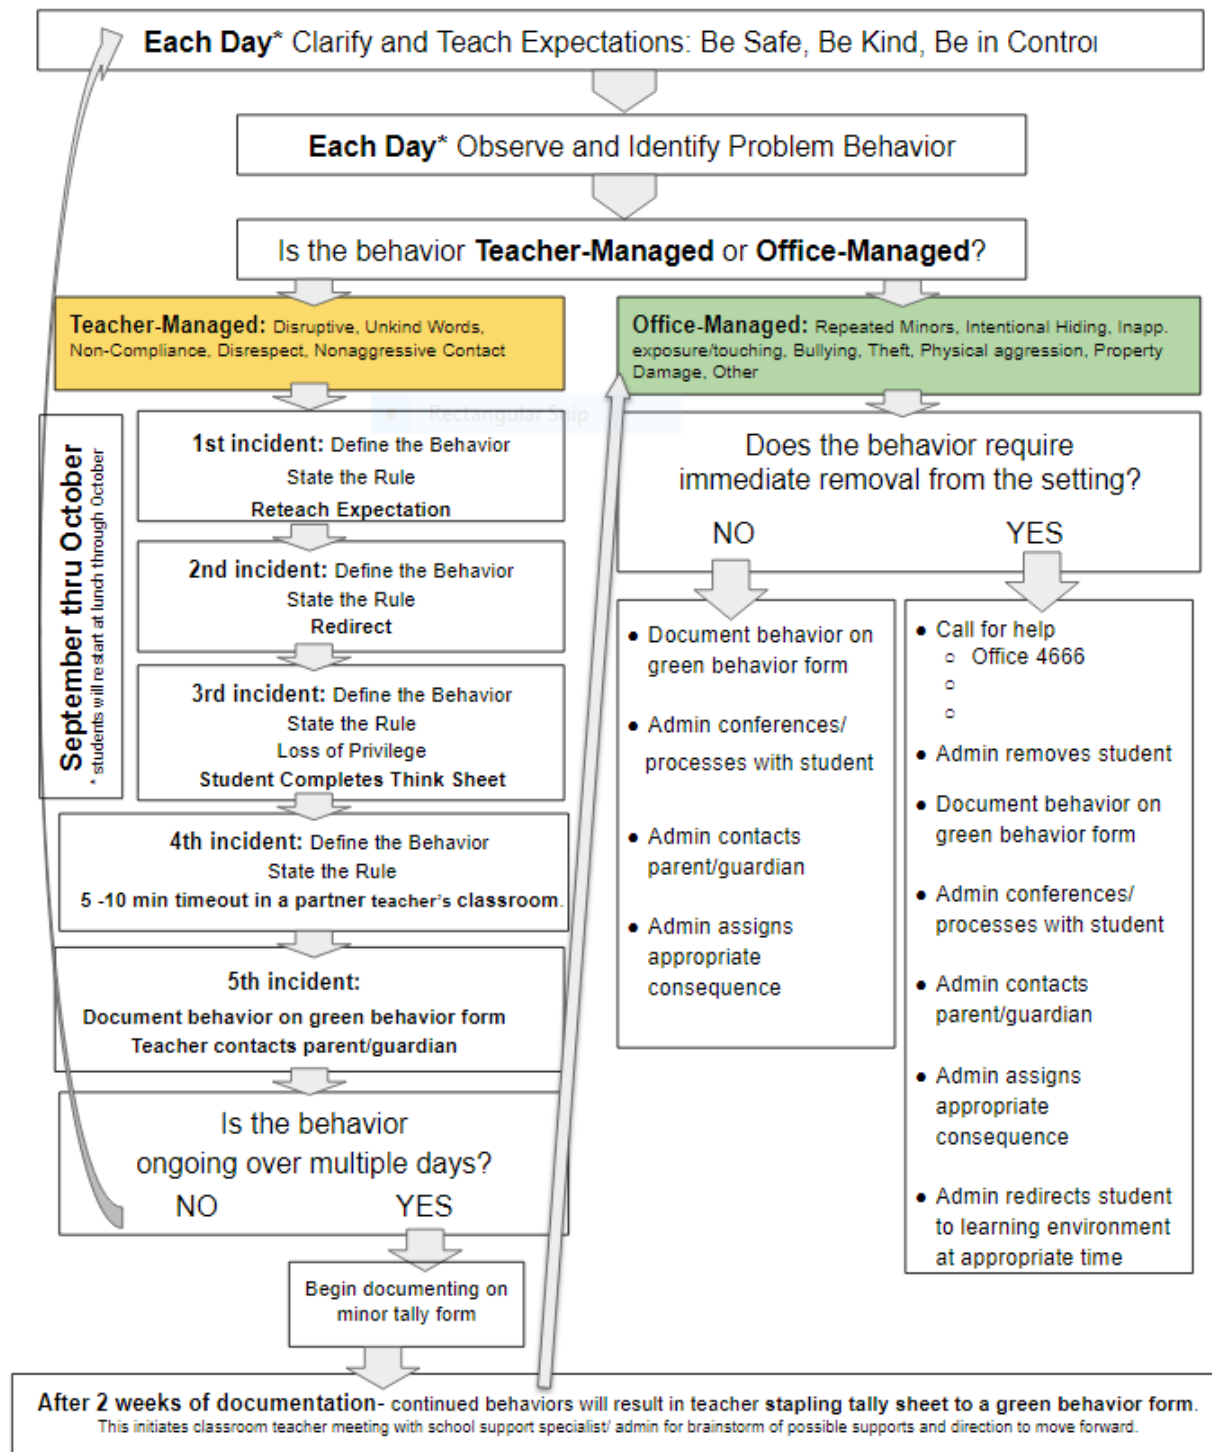 Each Day* Clarify and Teach Expectations: Be Safe, Be Kind, Be in Control
Each Day* Observe and Identify Problem Behavior
Is the behavior Teacher-Managed or Office-Managed?
Teacher-Managed: Disruptive, Unkind Words,
Non-Compliance, Disrespect, Nonaggressive Contact
Rectangular Snip
1st incident: Define the Behavior
State the Rule
Reteach Expectation
2nd incident: Define the Behavior
State the Rule
Redirect
3rd incident: Define the Behavior
State the Rule
Loss of Privilege
Student Completes Think Sheet
September thru October
* students will restart at lunch through October
4th incident: Define the Behavior
State the Rule
5 -10 min timeout in a partner teacher's classroom.
5th incident:
Document behavior on green behavior form
Teacher contacts parent/guardian
Is the behavior
ongoing over multiple days?
NO YES
Begin documenting on
minor tally form
Office-Managed: Repeated Minors, Intentional Hiding, Inapp.
exposure/touching, Bullying, Theft, Physical aggression, Property
Damage, Other
Does the behavior require
immediate removal from the setting?
NO YES
● Document behavior on
green behavior form
● Admin conferences/
processes with student
● Admin contacts
parent/guardian
● Admin assigns
appropriate
consequence
● Call for help
○ Office 4666
○
○
● Admin removes student
● Document behavior on
green behavior form
● Admin conferences/
processes with student
● Admin contacts
parent/guardian
● Admin assigns
appropriate
consequence
● Admin redirects student
to learning environment
at appropriate time
After 2 weeks of documentation- continued behaviors will result in teacher stapling tally sheet to a green behavior form.
This initiates classroom teacher meeting with school support specialist/ admin for brainstorm of possible supports and direction to move forward.